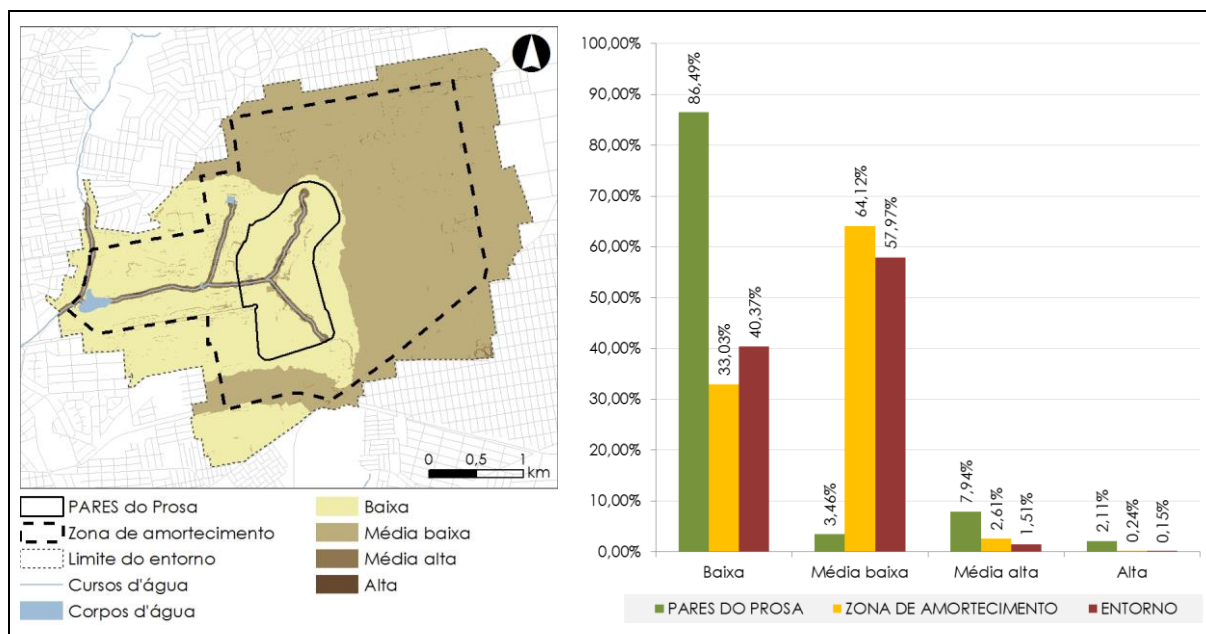 0 0,5 1
km
PARES do Prosa
Zona de amortecimento
Limite do entorno
Cursos d'água
Corpos d'água
Baixa
Média baixa
Média alta
Alta
100,00%
90,00%
80,00%
70,00%
60,00%
50,00%
40,00%
30,00%
20,00%
10,00%
0,00%
86,49%
33,03%
40,37%
3,46%
64,12%
57,97%
7,94%
2,61%
1,51%
2,11%
0,24%
0,15%
Baixa Média baixa Média alta Alta
PARES DO PROSA ZONA DE AMORTECIMENTO ENTORNO